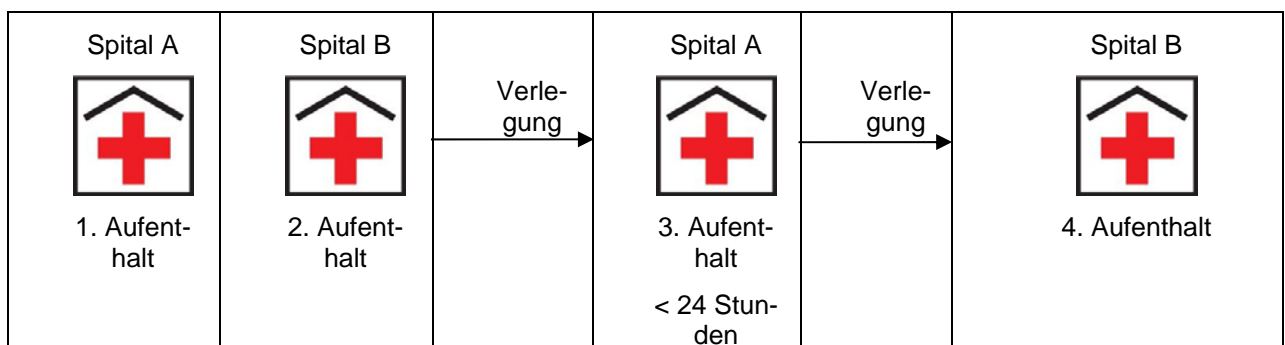 Spital A
1. Aufent-
halt
Spital B
2. Aufent-
halt
Verle-
gung
Spital A
3. Aufent-
halt
< 24 Stun-
den
Verle-
gung
Spital B
4. Aufenthalt